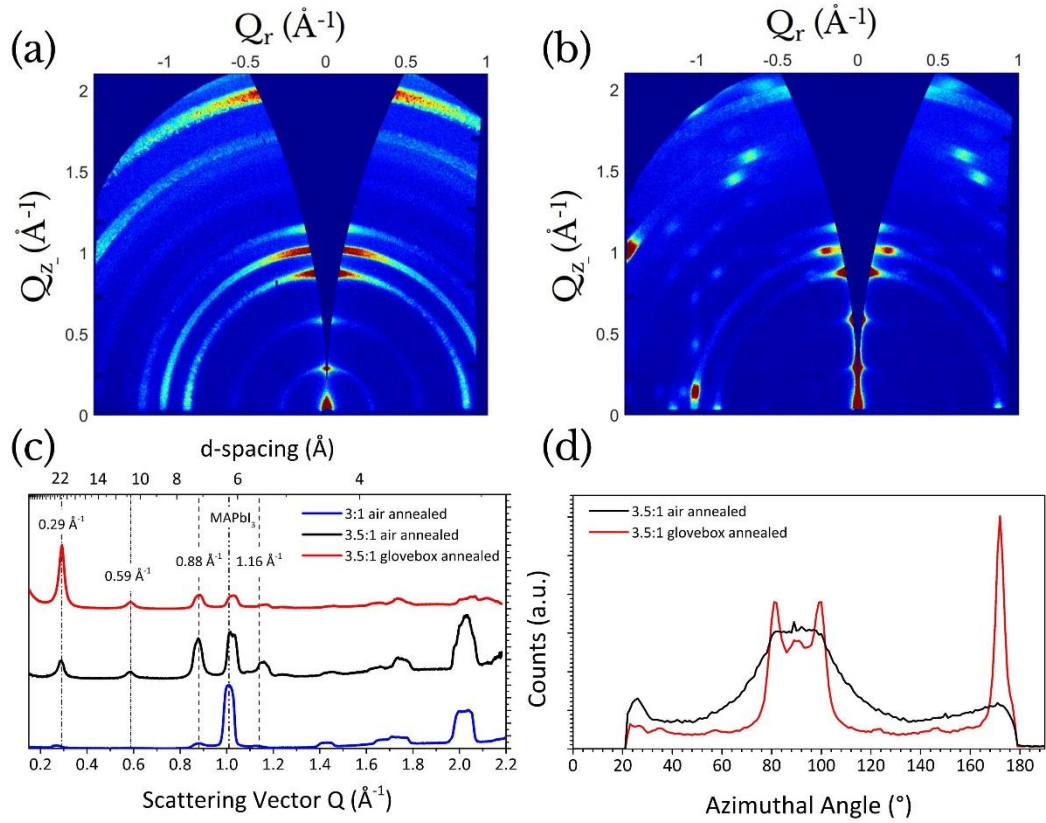 (a)
Q_r (Å⁻¹)
-1 -0.5 0 0.5 1
2
1.5
1
0.5
0
Q_z_ (Å⁻¹)
(b)
Q_r (Å⁻¹)
-1 -0.5 0 0.5 1
2
1.5
1
0.5
0
Q_z_ (Å⁻¹)
(c)
d-spacing (Å)
22 14 10 7 6 4
0.29 Å⁻¹
0.59 Å⁻¹
0.88 Å⁻¹
MAPbI₃
1.16 Å⁻¹
3:1 air annealed
3.5:1 air annealed
3.5:1 glovebox annealed
0.2 0.4 0.6 0.8 1.0 1.2 1.4 1.6 1.8 2.0 2.2
Scattering Vector Q (Å⁻¹)
(d)
3.5:1 air annealed
3.5:1 glovebox annealed
Counts (a.u.)
0 20 40 60 80 100 120 140 160 180
Azimuthal Angle (°)